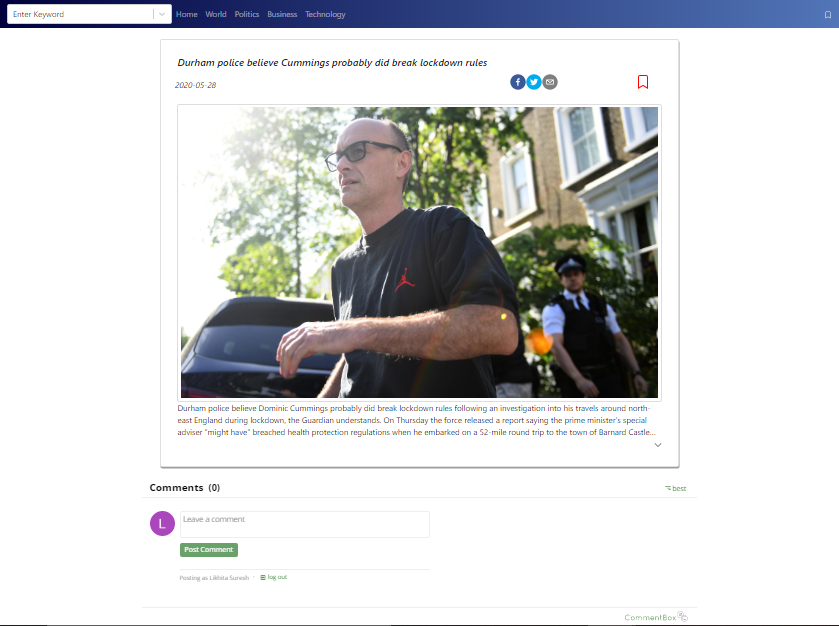 Enter Keyword
Home World Politics Business Technology
Durham police believe Cummings probably did break lockdown rules
2020-05-28
Durham police believe Dominic Cummings probably did break lockdown rules following an investigation into his travels around north-
east England during lockdown, the Guardian understands. On Thursday the force released a report saying the prime minister's special
adviser "might have" breached health protection regulations when he embarked on a 52-mile round trip to the town of Barnard Castle...
Comments (0)
best
L
Leave a comment
Post Comment
Posting as Likhita Suresh · log out
CommentBox